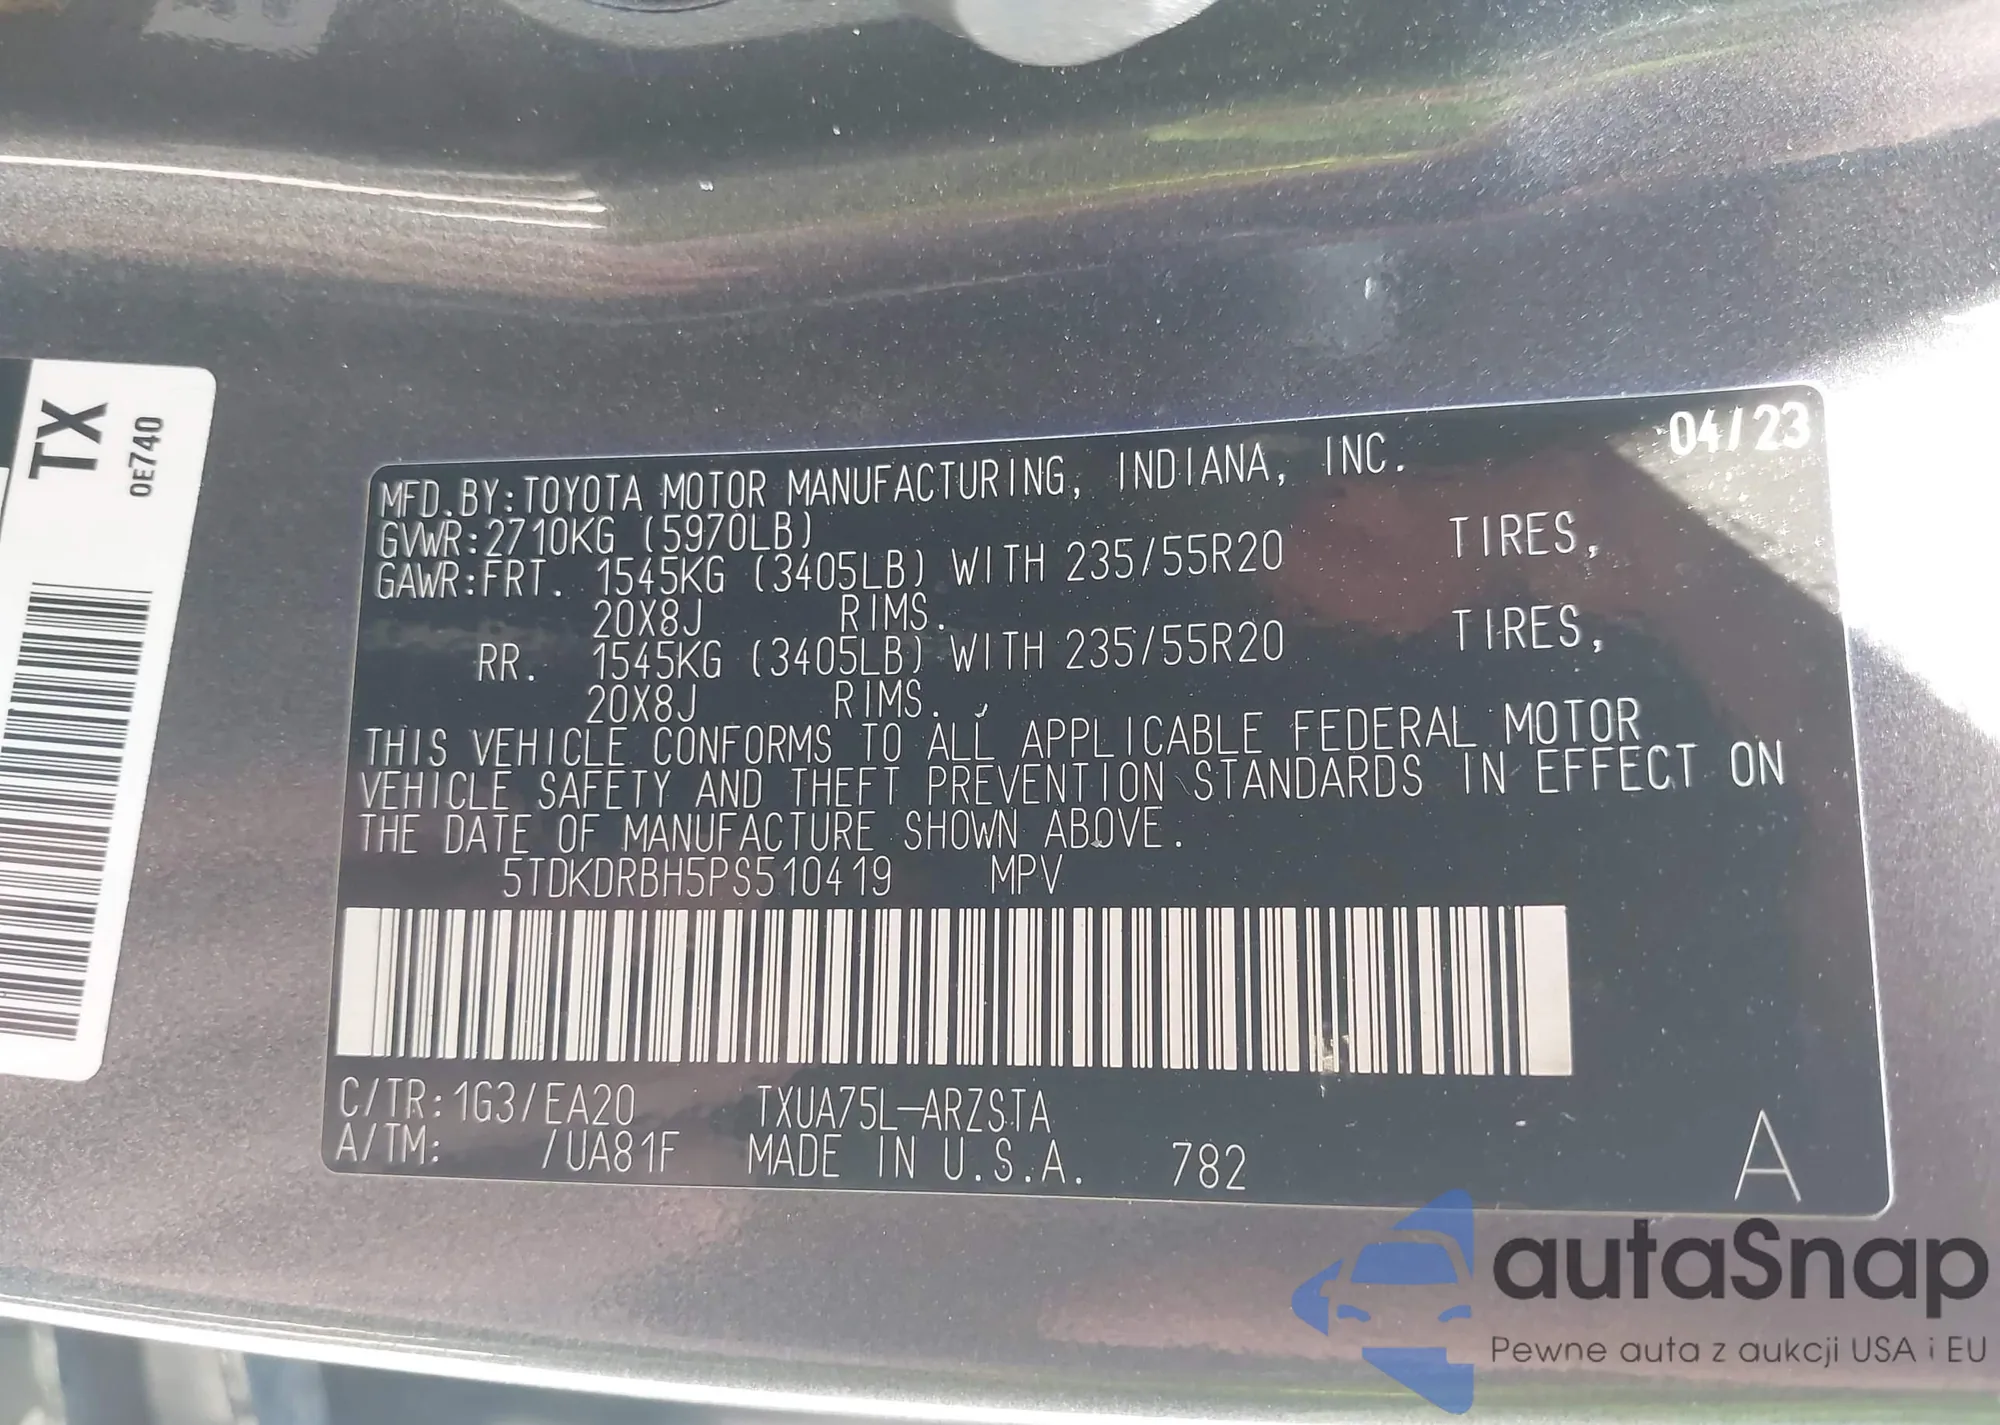 TX
0E740
04/23
MFD.BY:TOYOTA MOTOR MANUFACTURING, INDIANA, INC.
GVWR:2710KG (5970LB)
GAWR:FRT. 1545KG (3405LB) WITH 235/55R20 TIRES,
20X8J RIMS.
RR. 1545KG (3405LB) WITH 235/55R20 TIRES,
20X8J RIMS.
THIS VEHICLE CONFORMS TO ALL APPLICABLE FEDERAL MOTOR
VEHICLE SAFETY AND THEFT PREVENTION STANDARDS IN EFFECT ON
THE DATE OF MANUFACTURE SHOWN ABOVE.
5TDKDRBH5PS510419 MPV
C/TR:1G3/EA20 TXUA75L-ARZSTA
A/TM: /UA81F MADE IN U.S.A. 782 A
autaSnap
Pewne auta z aukcji USA i EU